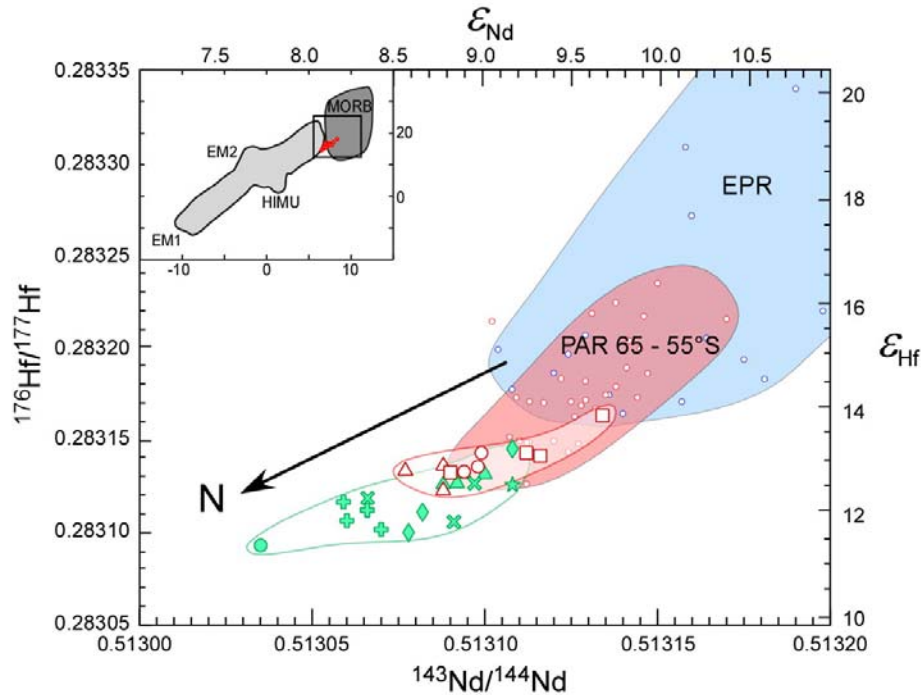 εNd
7.5 8.0 8.5 9.0 9.5 10.0 10.5
0.28335
0.28330
0.28325
0.28320
0.28315
0.28310
0.28305
176Hf/177Hf
MORB
EM2
HIMU
EM1
20
0
-10 0 10
EPR
PAR 65 - 55°S
N
20
18
16
14
12
10
εHf
0.51300 0.51305 0.51310 0.51315 0.51320
143Nd/144Nd